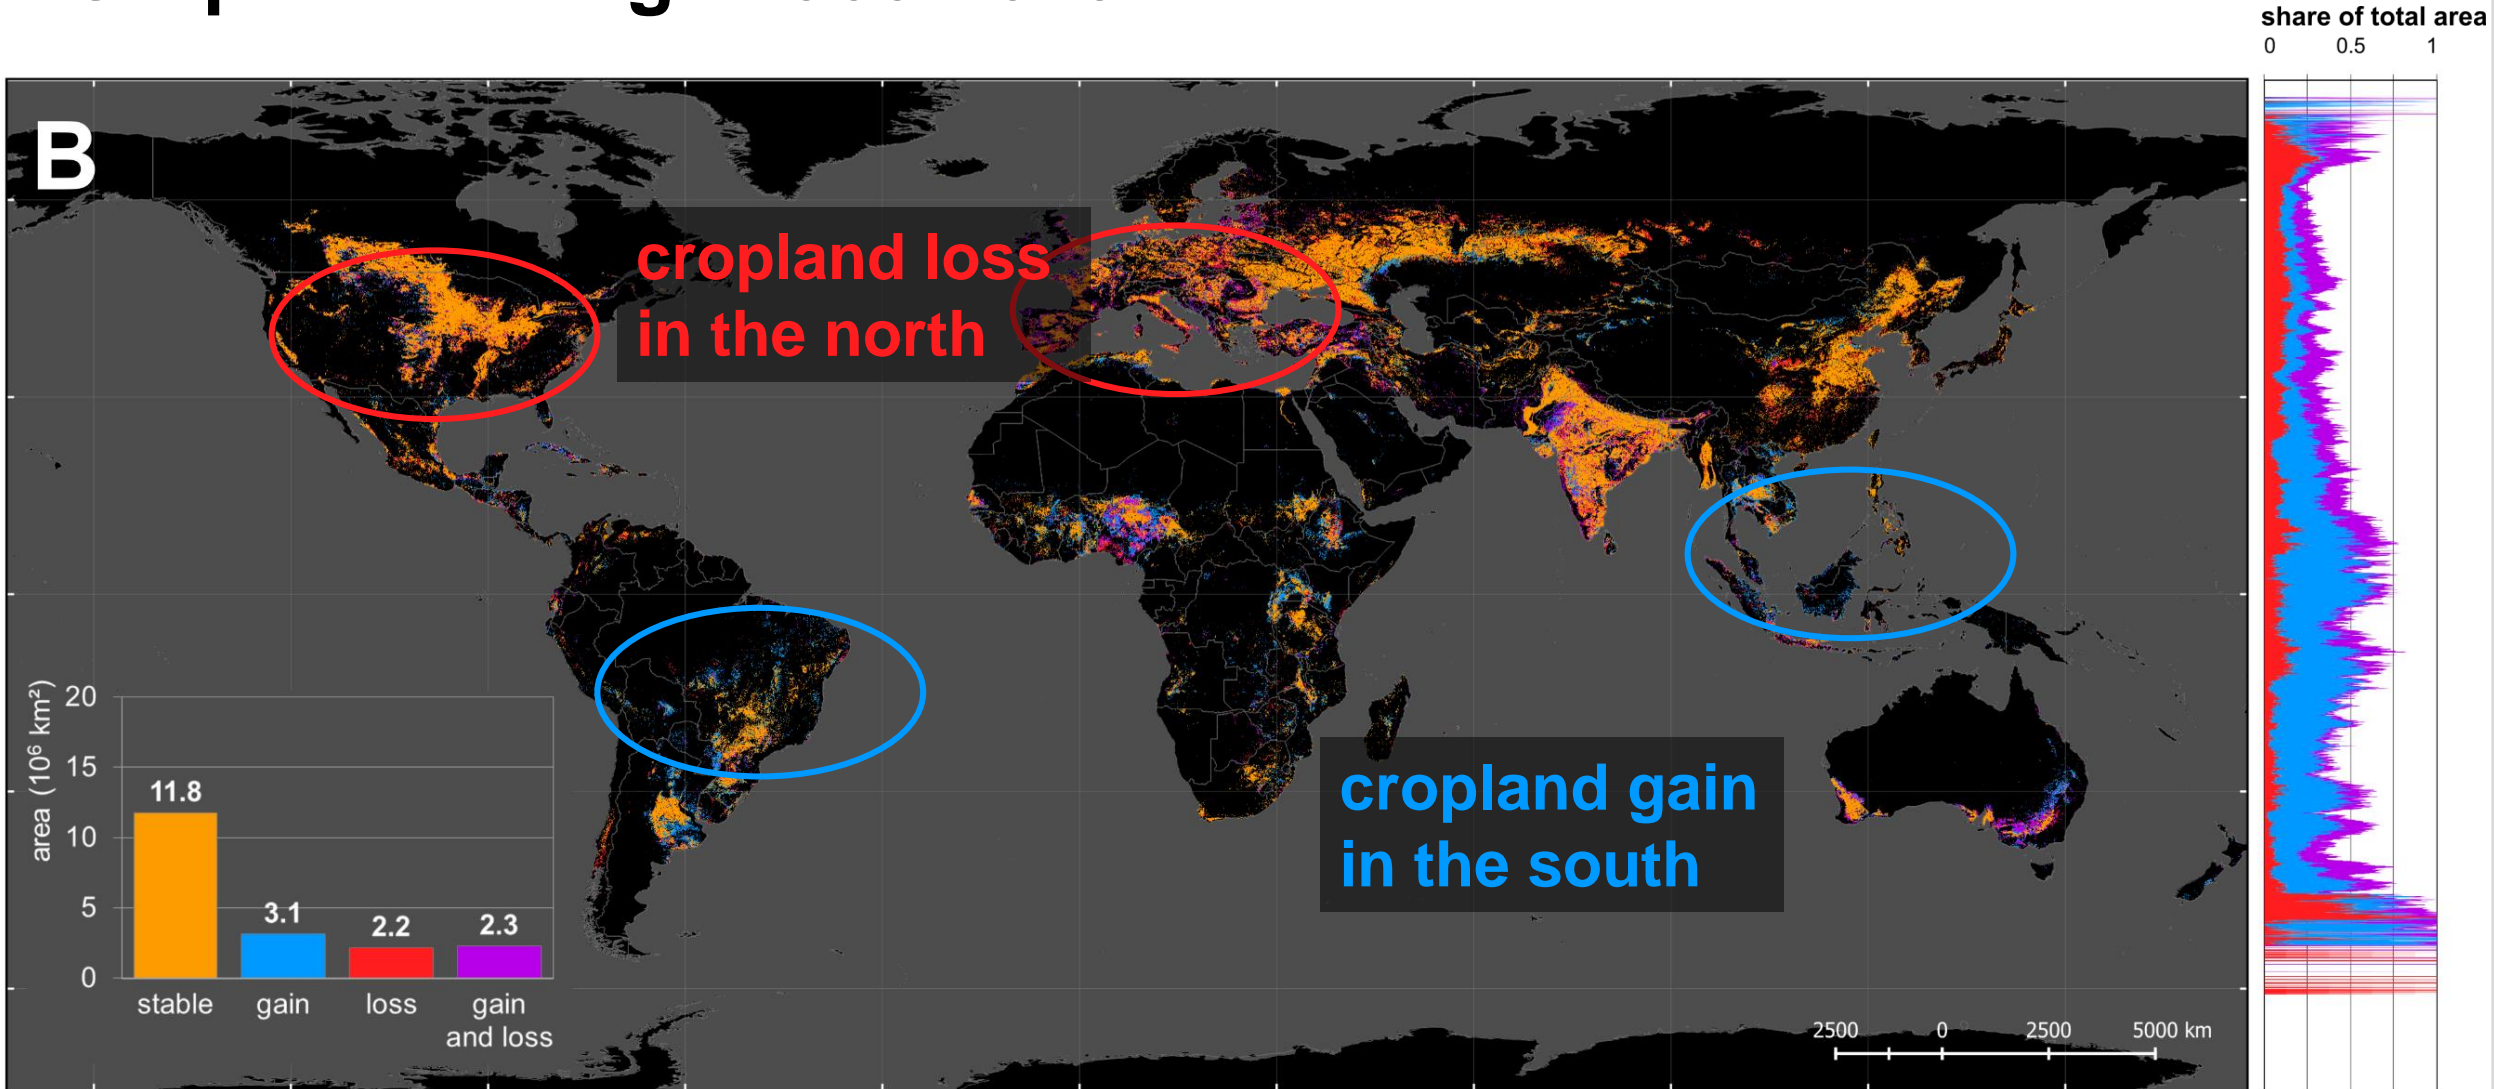 share of total area
0 0.5 1
B
cropland loss
in the north
cropland gain
in the south
area (10⁶ km²)
20
15
10
5
0
11.8
3.1
2.2
2.3
stable
gain
loss
gain
and loss
2500 0 2500 5000 km